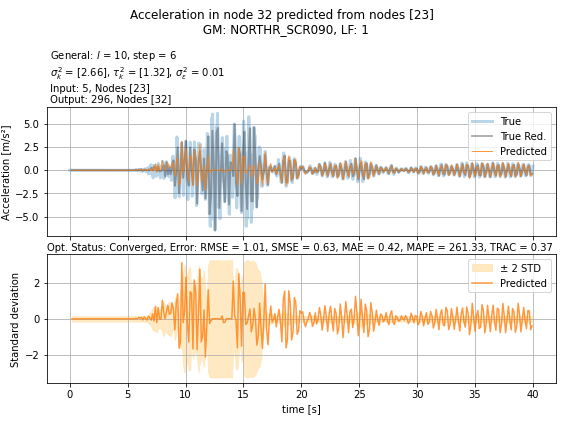 Acceleration in node 32 predicted from nodes [23]
GM: NORTHR_SCR090, LF: 1
General: l = 10, step = 6
σ²ₖ = [2.66], τ²ₖ = [1.32], σ²ε = 0.01
Input: 5, Nodes [23]
Output: 296, Nodes [32]
Acceleration [m/s²]
5.0
2.5
0.0
−2.5
−5.0
True
True Red.
Predicted
Opt. Status: Converged, Error: RMSE = 1.01, SMSE = 0.63, MAE = 0.42, MAPE = 261.33, TRAC = 0.37
Standard deviation
2
0
−2
± 2 STD
Predicted
0 5 10 15 20 25 30 35 40
time [s]